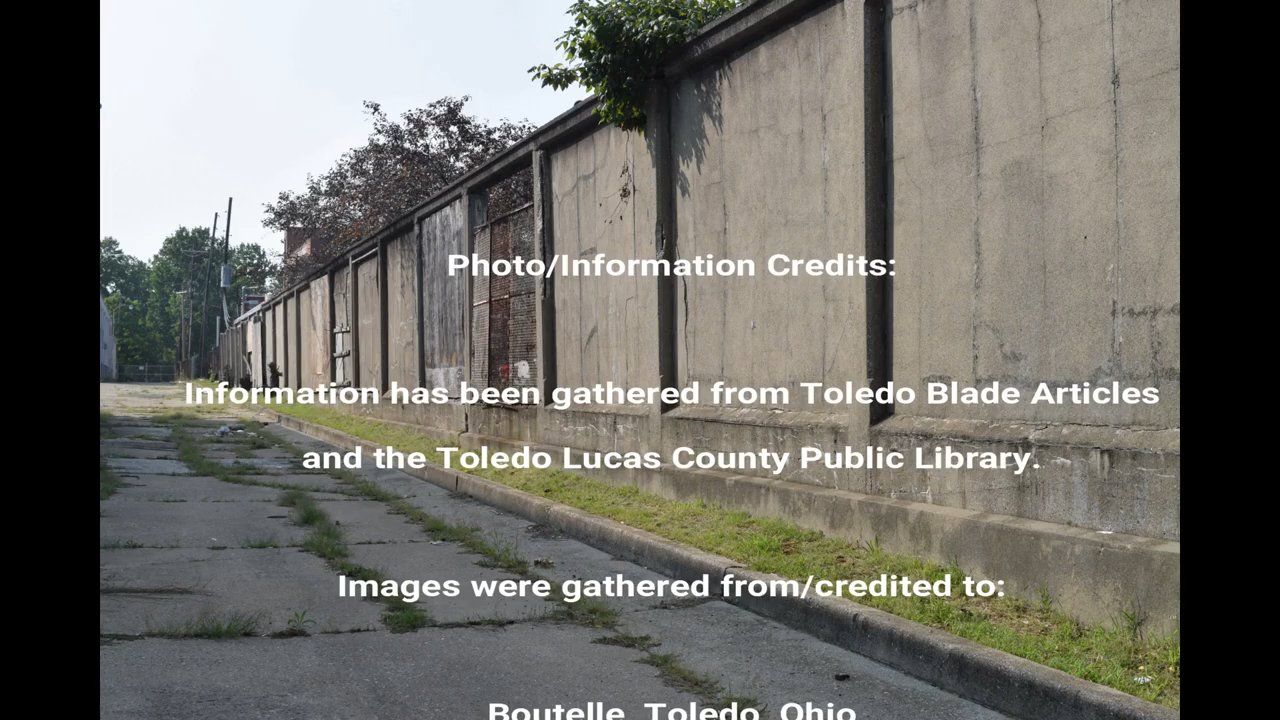 Photo/Information Credits:
Information has been gathered from Toledo Blade Articles
and the Toledo Lucas County Public Library.
Images were gathered from/credited to:
Boutelle, Toledo, Ohio